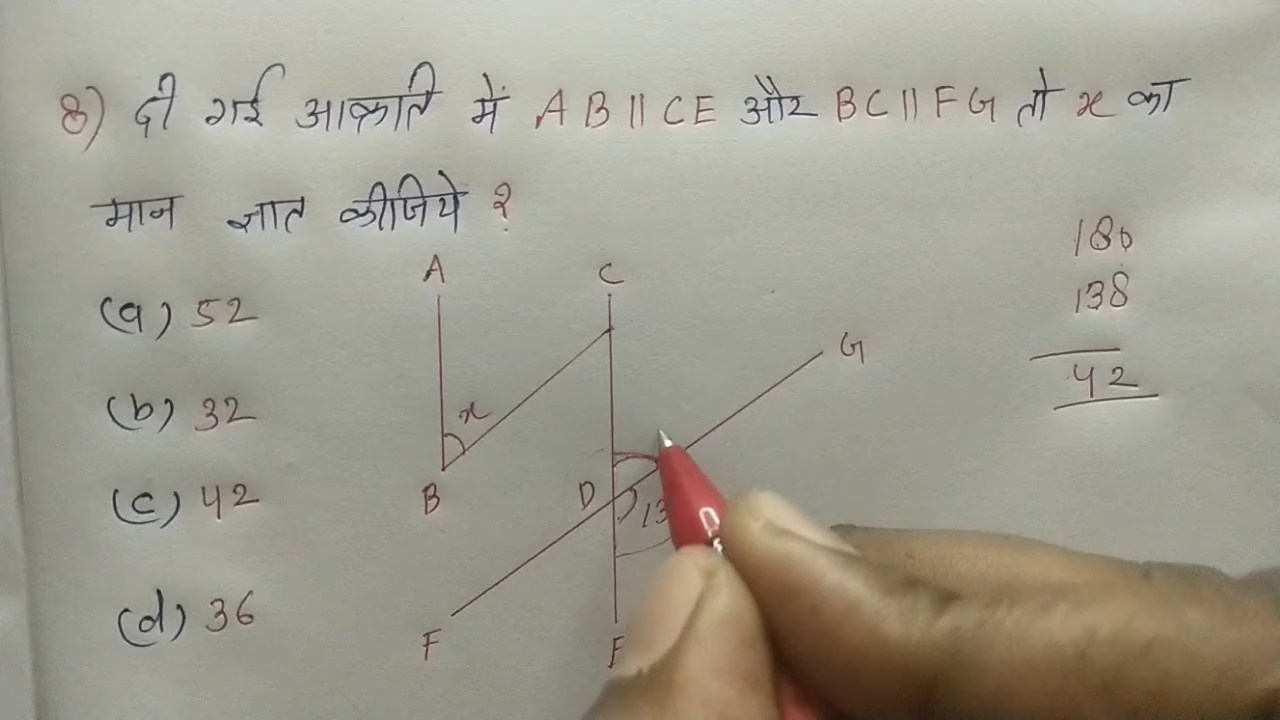 8) दी गई आकृति में AB || CE और BC || FG तो x का
मान ज्ञात कीजिये ?
(a) 52
(b) 32
(c) 42
(d) 36
A
C
G
x
B
D
F
E
180
138
42